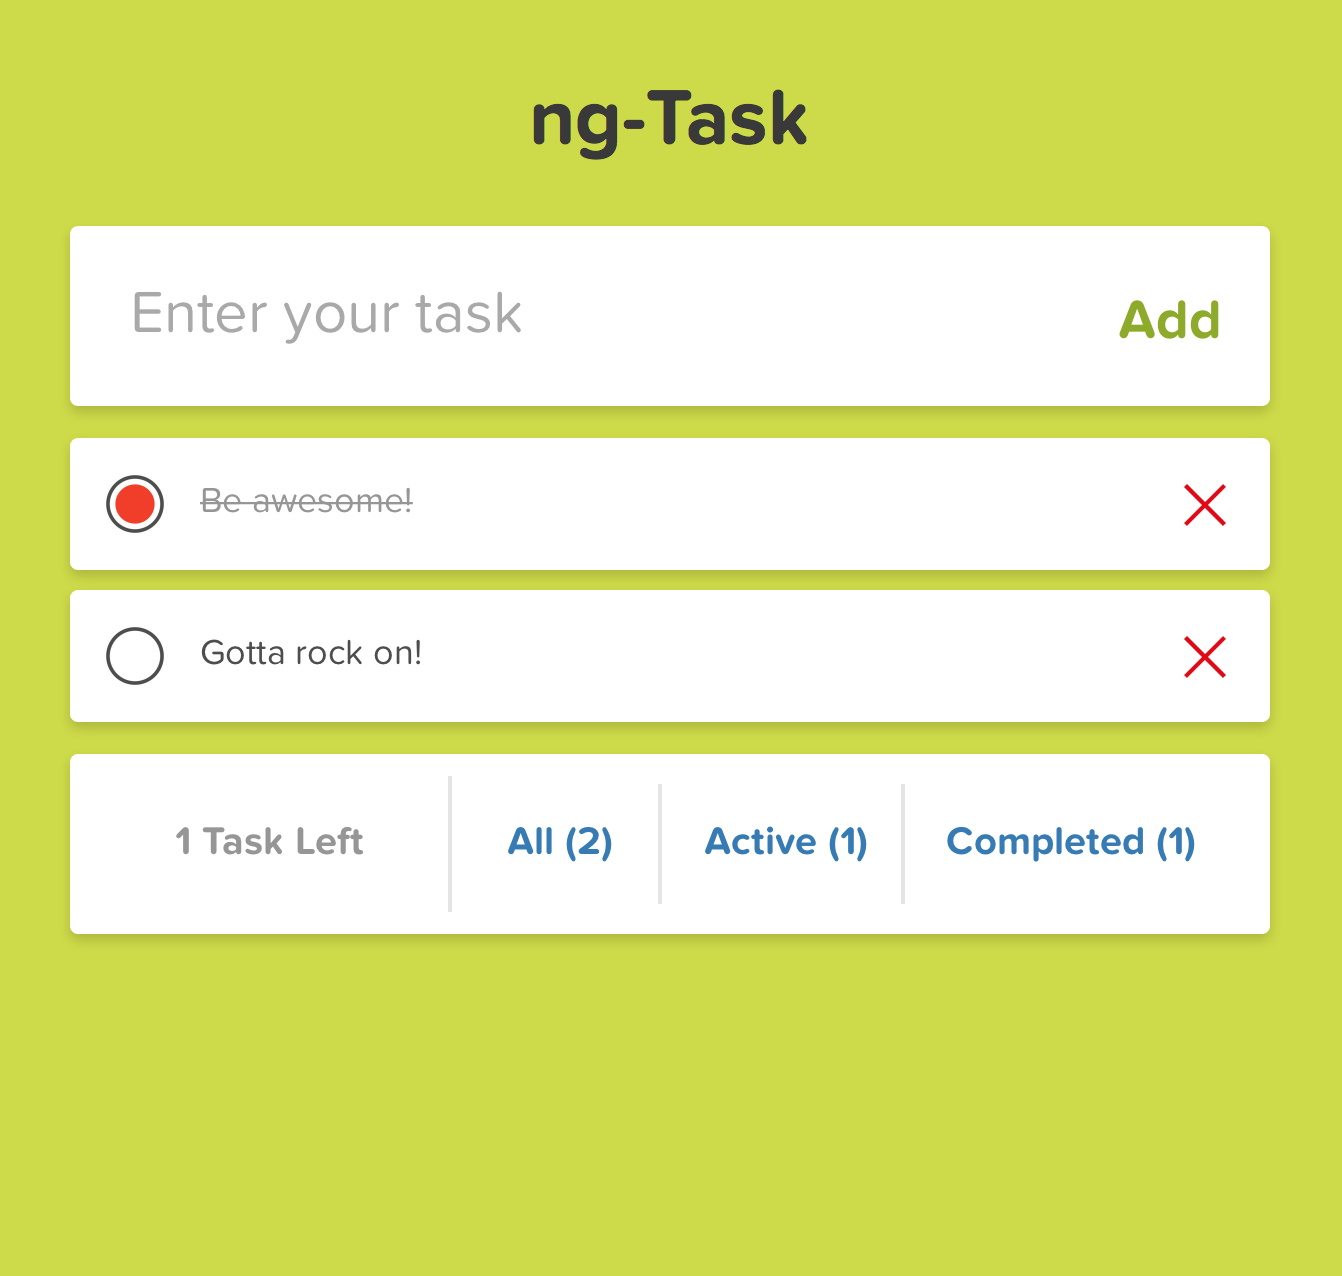 ng-Task
Enter your task
Add
Be awesome!
Gotta rock on!
1 Task Left
All (2)
Active (1)
Completed (1)